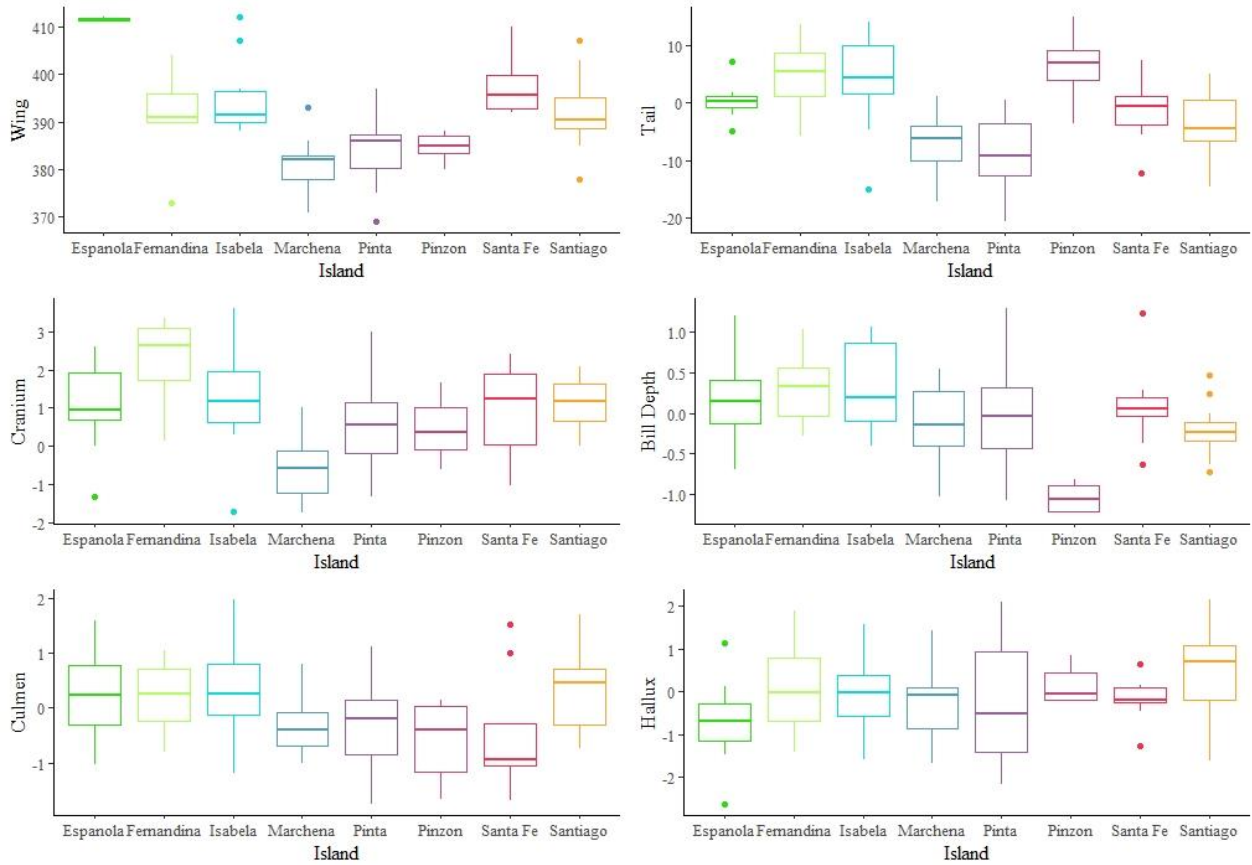 Wing
410
400
390
380
370
Espanola Fernandina Isabela Marchena Pinta Pinzon Santa Fe Santiago
Island
Tail
10
0
-10
-20
Espanola Fernandina Isabela Marchena Pinta Pinzon Santa Fe Santiago
Island
Cranium
3
2
1
0
-1
-2
Espanola Fernandina Isabela Marchena Pinta Pinzon Santa Fe Santiago
Island
Bill Depth
1.0
0.5
0.0
-0.5
-1.0
Espanola Fernandina Isabela Marchena Pinta Pinzon Santa Fe Santiago
Island
Culmen
2
1
0
-1
Espanola Fernandina Isabela Marchena Pinta Pinzon Santa Fe Santiago
Island
Hallux
2
1
0
-1
-2
Espanola Fernandina Isabela Marchena Pinta Pinzon Santa Fe Santiago
Island